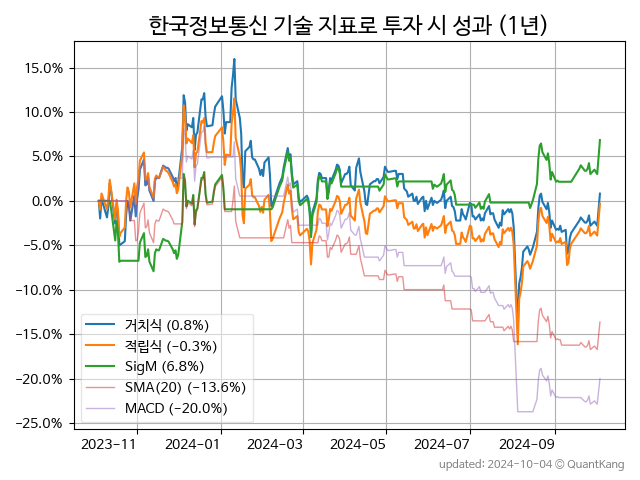 한국정보통신 기술 지표로 투자 시 성과 (1년)
15.0%
10.0%
5.0%
0.0%
−5.0%
−10.0%
−15.0%
−20.0%
−25.0%
거치식 (0.8%)
적립식 (−0.3%)
SigM (6.8%)
SMA(20) (−13.6%)
MACD (−20.0%)
2023-11 2024-01 2024-03 2024-05 2024-07 2024-09
updated: 2024-10-04 © QuantKang